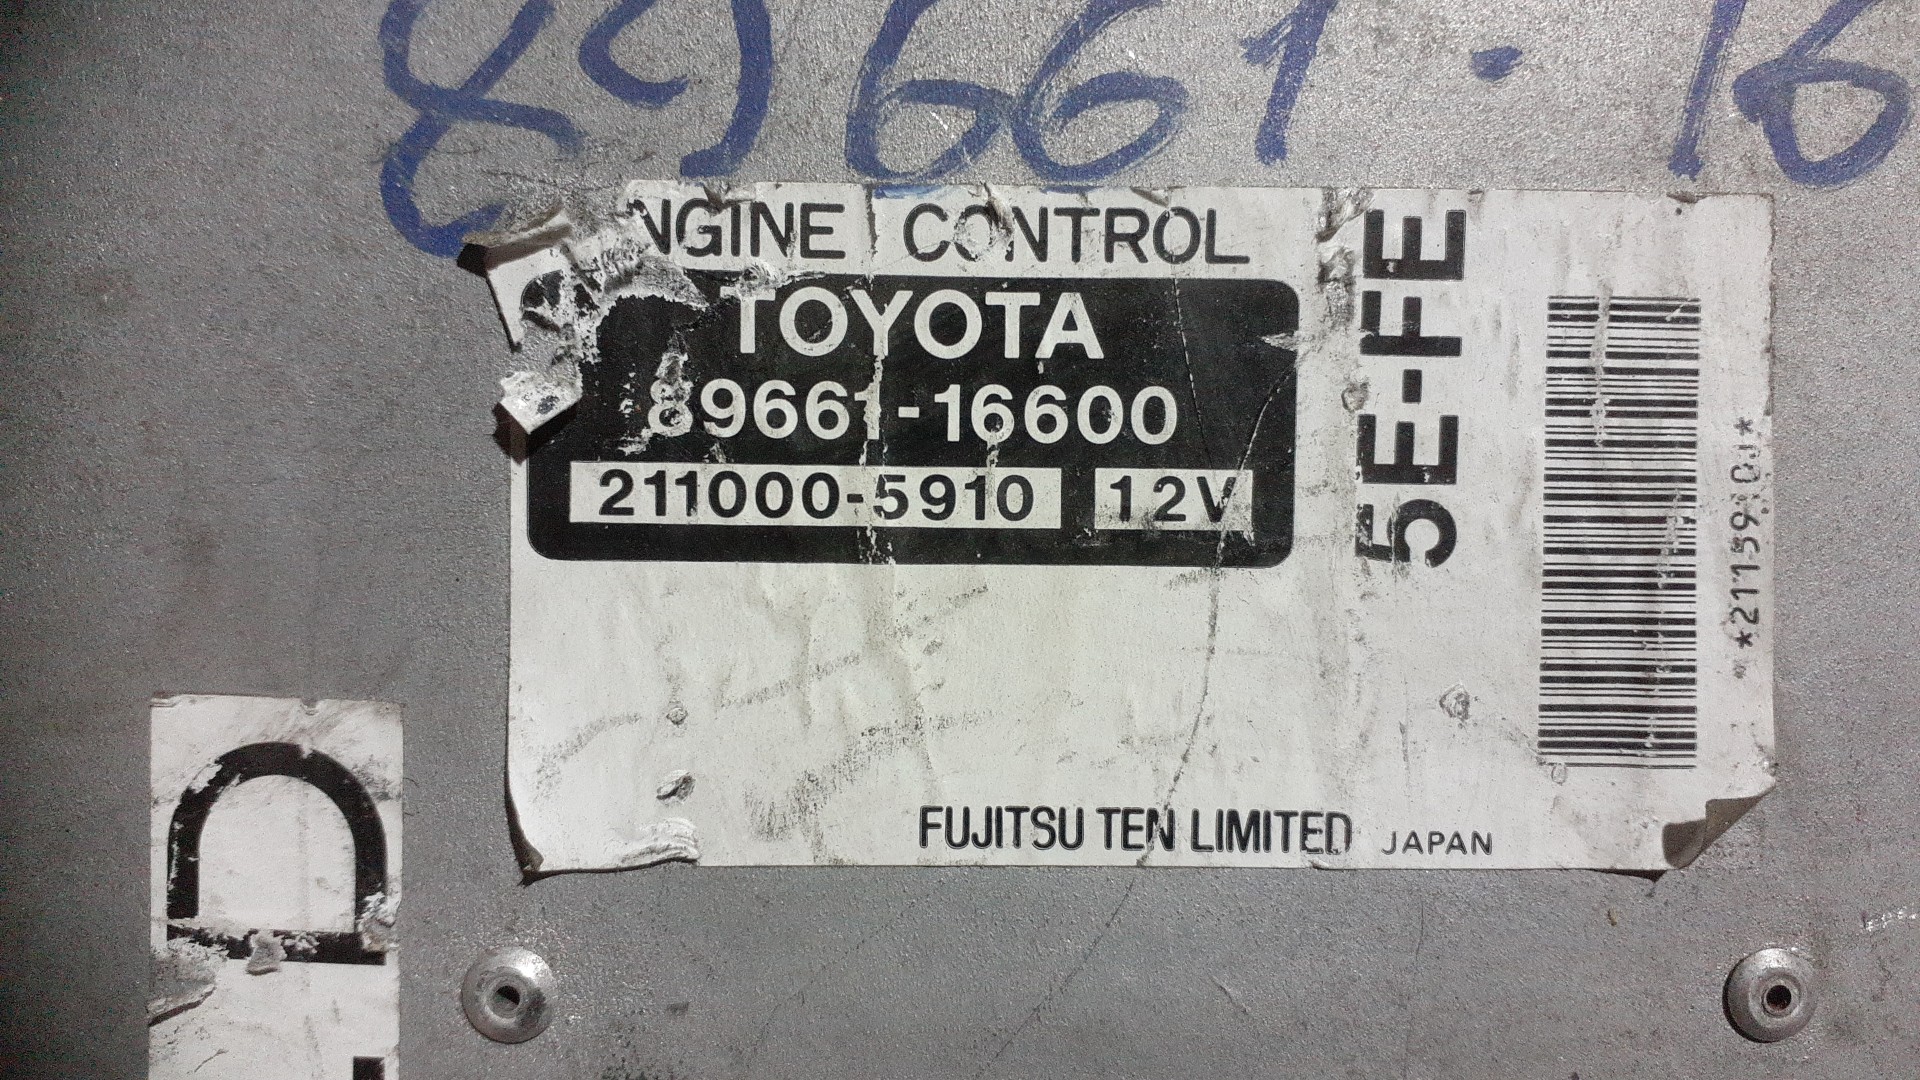 89661-16
NGINE CONTROL
TOYOTA
89661-16600
211000-5910 12V
5E-FE
FUJITSU TEN LIMITED JAPAN
D